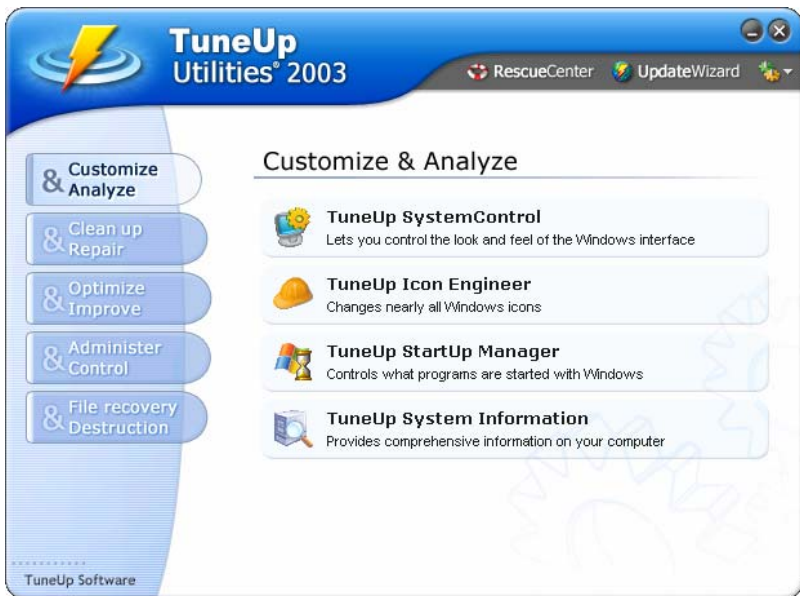 TuneUp
Utilities® 2003
RescueCenter
UpdateWizard
Customize
& Analyze
Clean up
& Repair
Optimize
& Improve
Administer
& Control
File recovery
& Destruction
Customize & Analyze
TuneUp SystemControl
Lets you control the look and feel of the Windows interface
TuneUp Icon Engineer
Changes nearly all Windows icons
TuneUp StartUp Manager
Controls what programs are started with Windows
TuneUp System Information
Provides comprehensive information on your computer
TuneUp Software